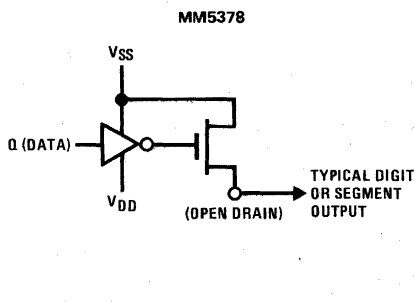 MM5378
VSS
Q (DATA)
VDD
(OPEN DRAIN)
TYPICAL DIGIT
OR SEGMENT
OUTPUT